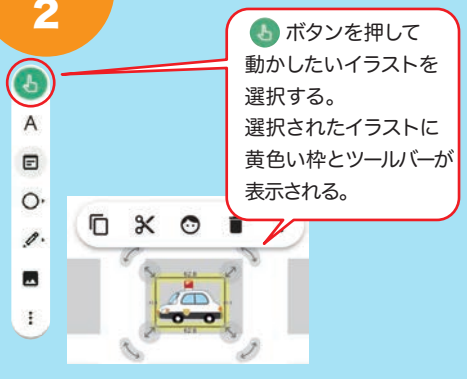 2
ボタンを押して
動かしたいイラストを
選択する。
選択されたイラストに
黄色い枠とツールバーが
表示される。
A